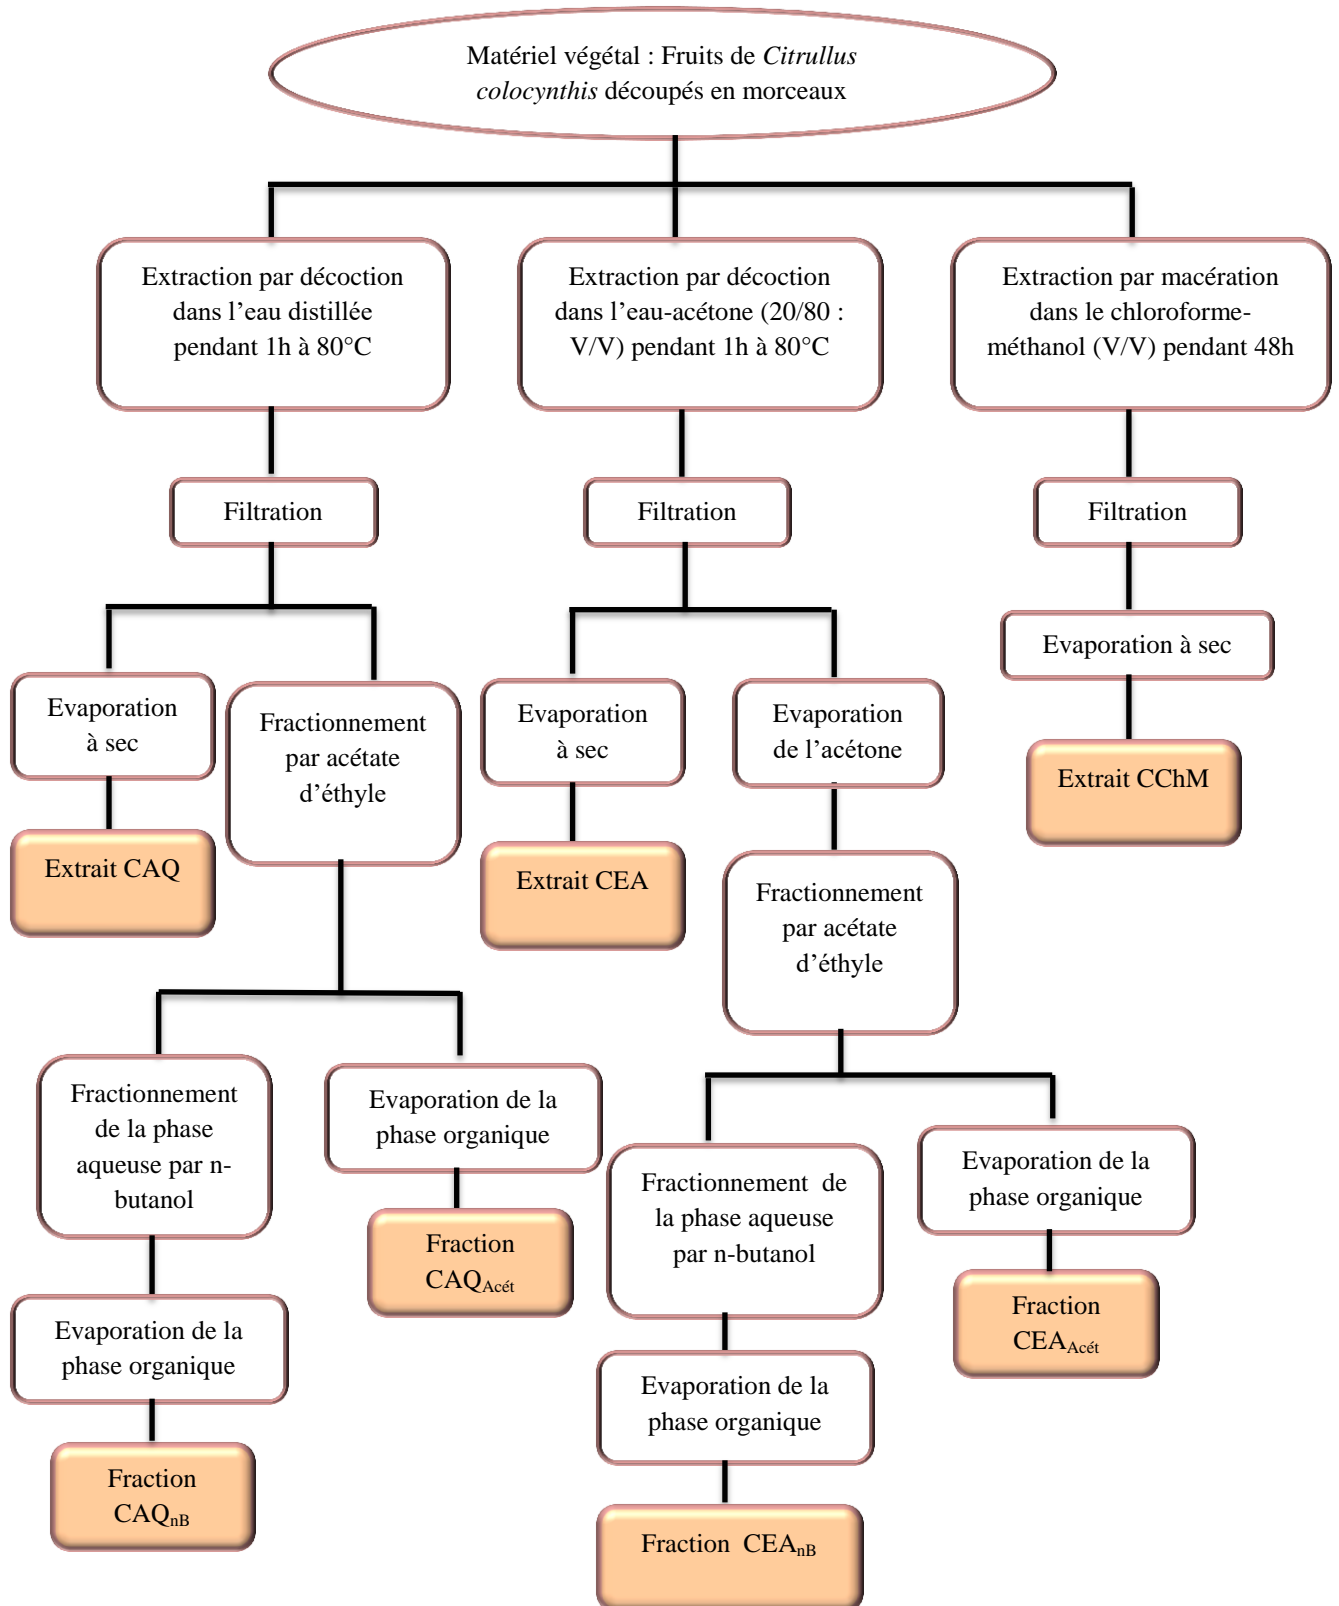 Matériel végétal : Fruits de Citrullus
colocynthis découpés en morceaux
Extraction par décoction
dans l’eau distillée
pendant 1h à 80°C
Extraction par décoction
dans l’eau-acétone (20/80 :
V/V) pendant 1h à 80°C
Extraction par macération
dans le chloroforme-
méthanol (V/V) pendant 48h
Filtration
Filtration
Filtration
Evaporation
à sec
Fractionnement
par acétate
d’éthyle
Evaporation
à sec
Evaporation
de l’acétone
Evaporation à sec
Extrait CAQ
Extrait CEA
Extrait CChM
Fractionnement
par acétate
d’éthyle
Fractionnement
de la phase
aqueuse par n-
butanol
Evaporation de la
phase organique
Fractionnement  de
la phase aqueuse
par n-butanol
Evaporation de la
phase organique
Fraction
CAQAcét
Fraction
CEAAcét
Evaporation de la
phase organique
Evaporation de la
phase organique
Fraction
CAQnB
Fraction  CEAnB